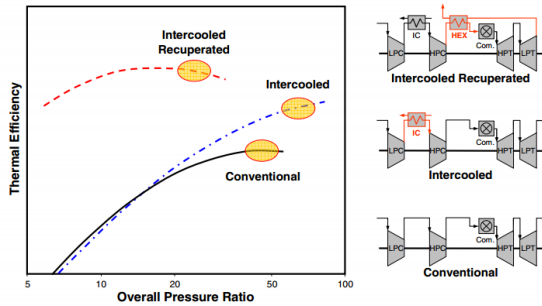 Thermal Efficiency
Intercooled
Recuperated
Intercooled
Conventional
5 10 20 50 100
Overall Pressure Ratio
IC HEX Com.
LPC HPC HPT LPT
Intercooled Recuperated
IC Com.
LPC HPC HPT LPT
Intercooled
Com.
LPC HPC HPT LPT
Conventional